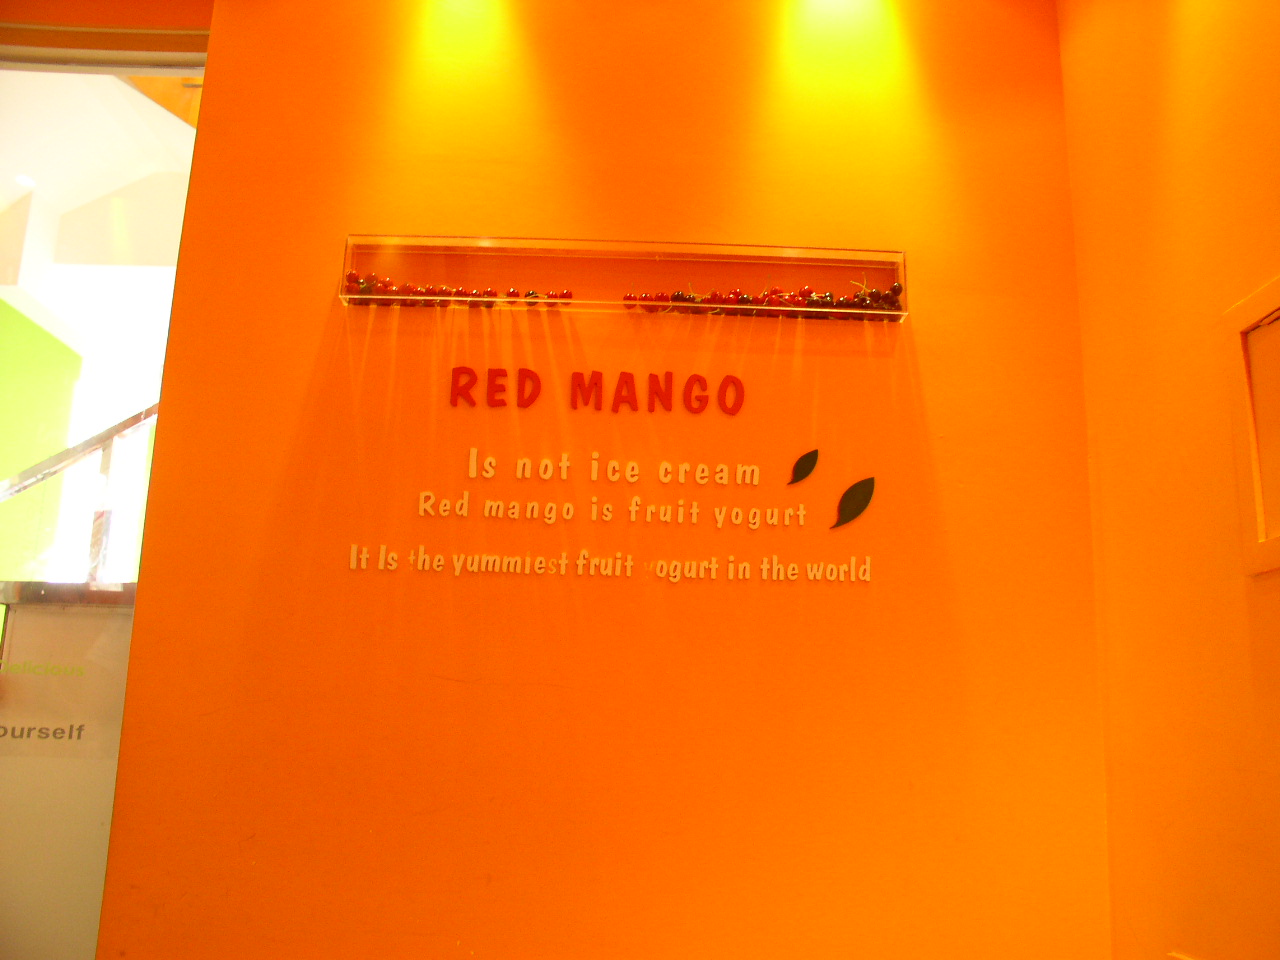 RED MANGO
Is not ice cream
Red mango is fruit yogurt
It Is the yummiest fruit yogurt in the world
delicious
ourself